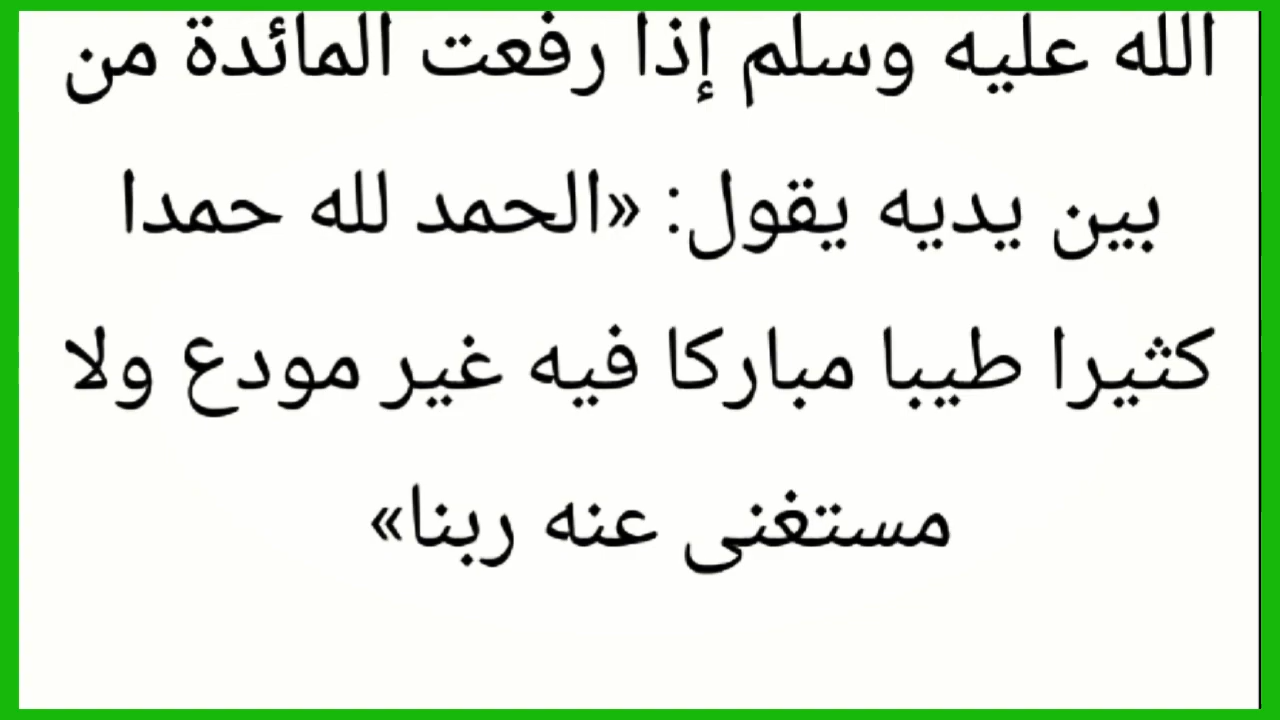 الله عليه وسلم إذا رفعت المائدة من
بين يديه يقول: «الحمد لله حمدا
كثيرا طيبا مباركا فيه غير مودع ولا
مستغنى عنه ربنا»